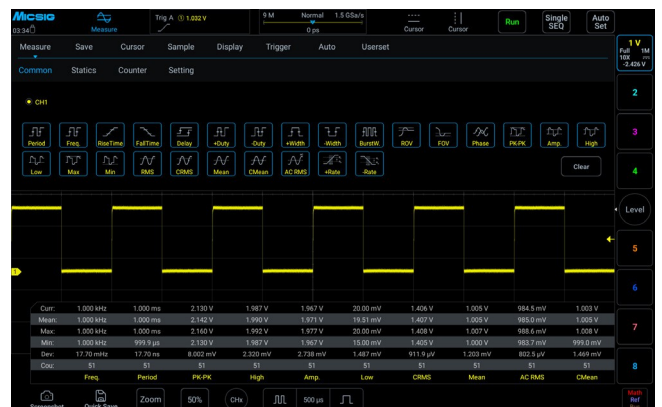 Micsig
Measure
Trig A ① 1.032 V
9 M Normal 1.5 GSa/s
0 ps
Cursor
Cursor
Run
Single
SEQ
Auto
Set
03:34
Measure Save Cursor Sample Display Trigger Auto Userset
1 V
Full 1M
10X
-2.426 V
Common Statics Counter Setting
2
CH1
Period Freq. RiseTime FallTime Delay +Duty -Duty +Width -Width BurstW. ROV FOV Phase PK-PK Amp. High
3
Low Max Min RMS CRMS Mean CMean AC RMS +Rate -Rate
Clear
4
Level
5
1
6
Curr: 1.000 kHz 1.000 ms 2.130 V 1.987 V 1.967 V 20.00 mV 1.406 V 1.005 V 984.5 mV 1.003 V
Mean: 1.000 kHz 1.000 ms 2.142 V 1.990 V 1.971 V 19.51 mV 1.407 V 1.005 V 985.0 mV 1.005 V
Max: 1.000 kHz 1.000 ms 2.160 V 1.992 V 1.977 V 20.00 mV 1.408 V 1.007 V 988.6 mV 1.008 V
7
Min: 1.000 kHz 999.9 µs 2.130 V 1.987 V 1.967 V 15.00 mV 1.405 V 1.000 V 983.7 mV 999.0 mV
Dev: 17.70 mHz 17.70 ns 8.002 mV 2.320 mV 2.738 mV 1.487 mV 911.9 µV 1.203 mV 802.5 µV 1.469 mV
Cou: 51 51 51 51 51 51 51 51 51 51
8
Freq. Period PK-PK High Amp. Low CRMS Mean AC RMS CMean
Screenshot Quick Save Zoom 50% CHx 500 µs
Math
Ref